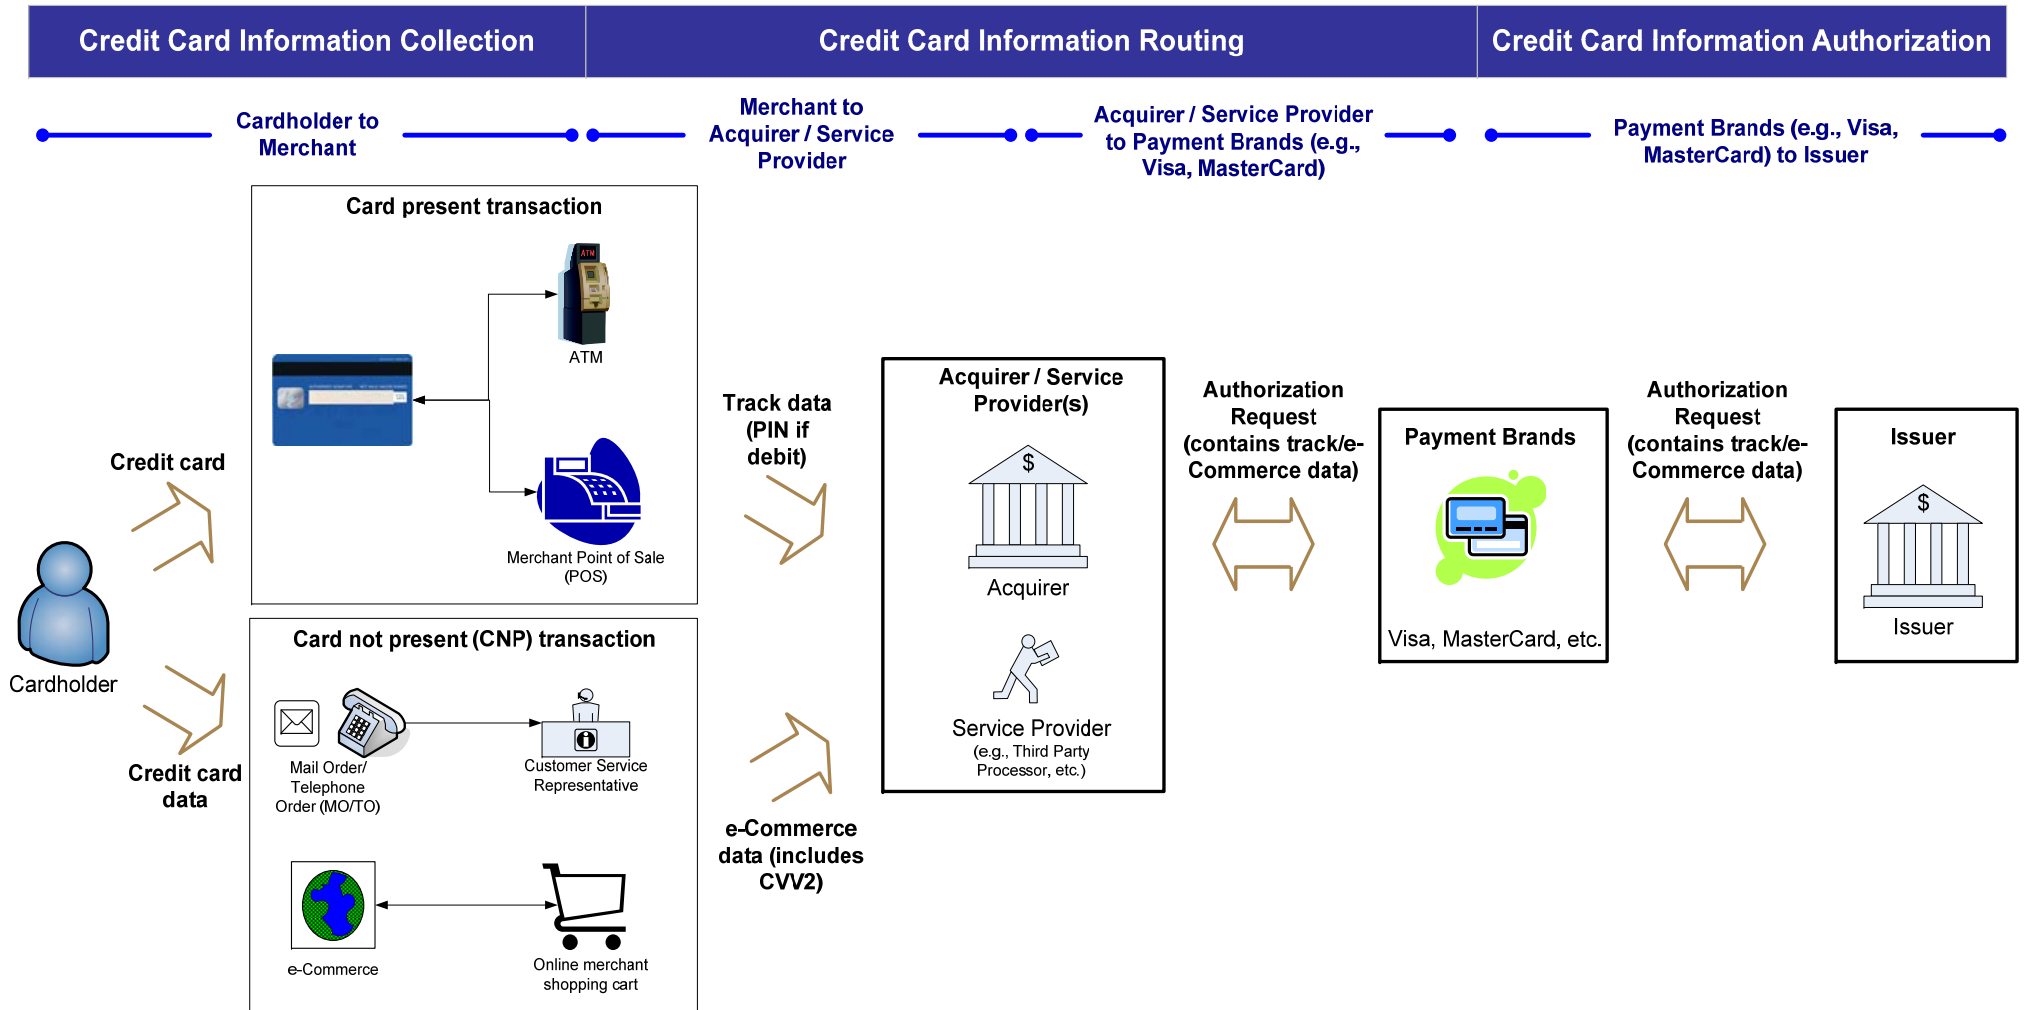 Credit Card Information Collection
Credit Card Information Routing
Credit Card Information Authorization
Cardholder to
Merchant
Merchant to
Acquirer / Service
Provider
Acquirer / Service Provider
to Payment Brands (e.g.,
Visa, MasterCard)
Payment Brands (e.g., Visa,
MasterCard) to Issuer
Card present transaction
ATM
ATM
Merchant Point of Sale
(POS)
Credit card
Cardholder
Credit card
data
Card not present (CNP) transaction
Mail Order/
Telephone
Order (MO/TO)
Customer Service
Representative
e-Commerce
Online merchant
shopping cart
Track data
(PIN if
debit)
e-Commerce
data (includes
CVV2)
Acquirer / Service
Provider(s)
$
Acquirer
Service Provider
(e.g., Third Party
Processor, etc.)
Authorization
Request
(contains track/e-
Commerce data)
Payment Brands
Visa, MasterCard, etc.
Authorization
Request
(contains track/e-
Commerce data)
Issuer
$
Issuer